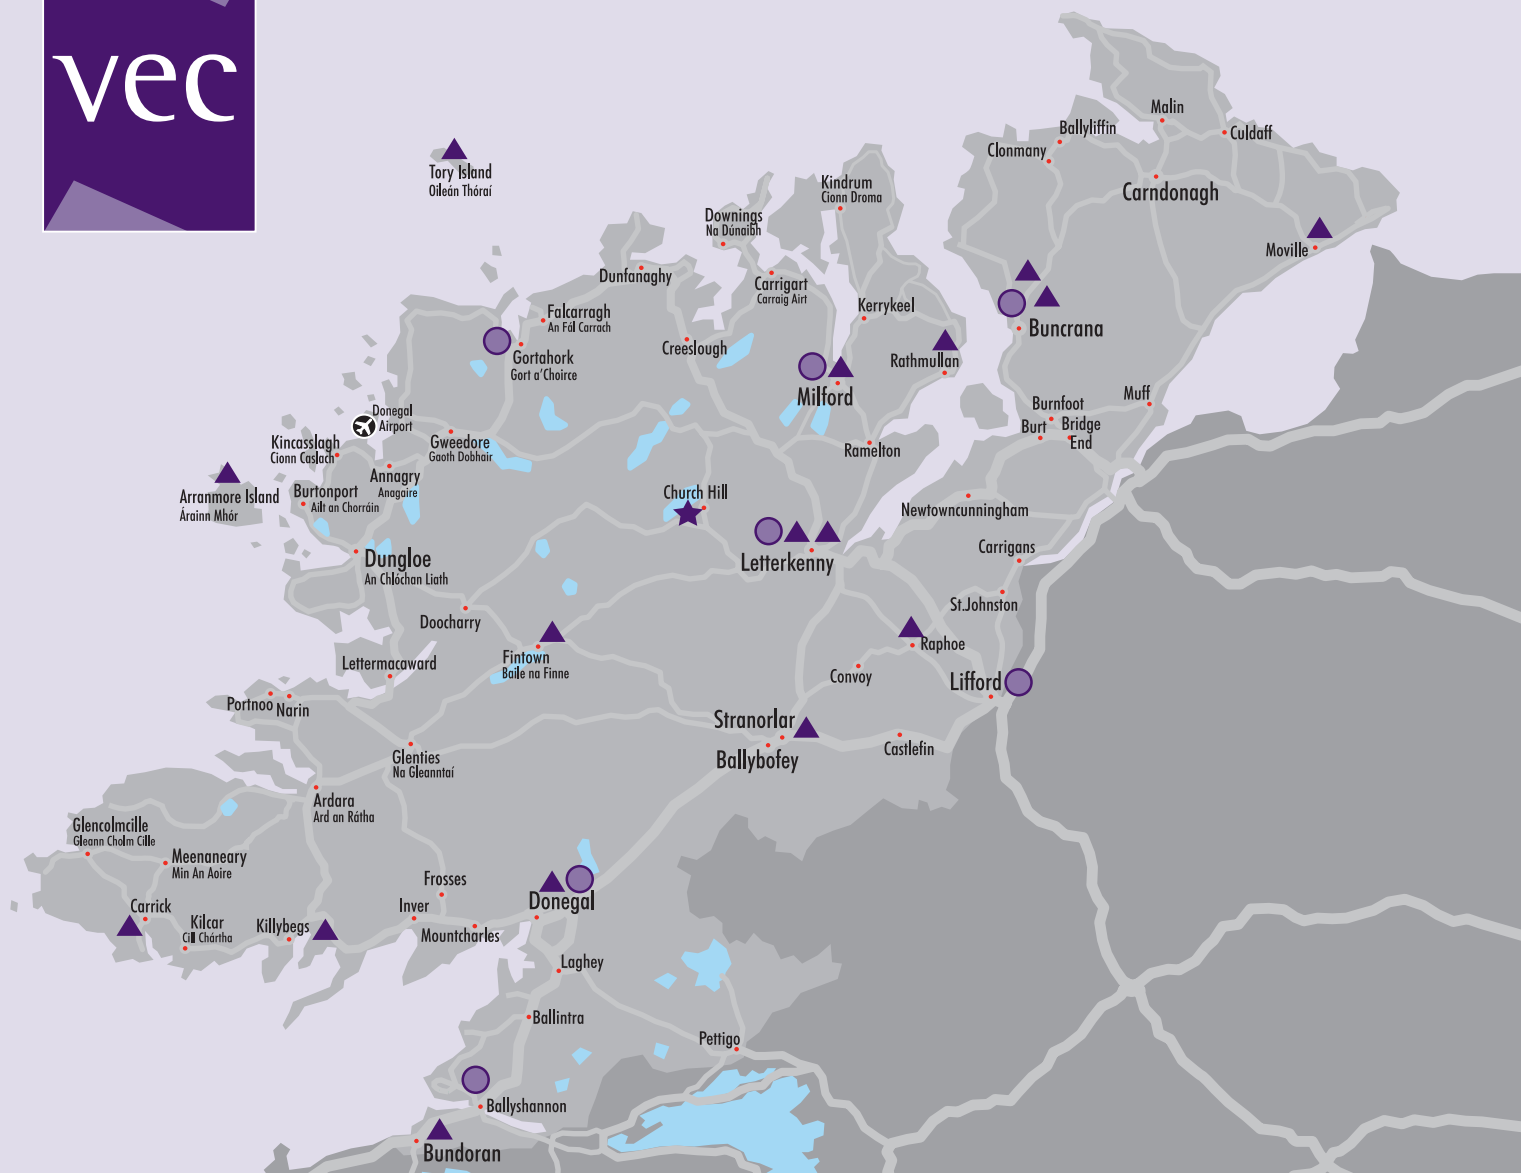 vec
Malin
Ballyliffin
Culdaff
Clonmany
Tory Island
Oileán Thóraí
Carndonagh
Kindrum
Cionn Droma
Downings
Na Dúnaibh
Moville
Dunfanaghy
Carrigart
Carraig Airt
Kerrykeel
Falcarragh
An Fál Carrach
Buncrana
Creeslough
Gortahork
Gort a'Choirce
Rathmullan
Milford
Muff
Donegal
Airport
Burnfoot
Burt
Bridge
End
Kincasslagh
Cionn Caslach
Gweedore
Gaoth Dobhair
Ramelton
Annagry
Anagaire
Arranmore Island
Árainn Mhór
Burtonport
Ailt an Chorráin
Church Hill
Newtowncunningham
Carrigans
Letterkenny
Dungloe
An Chlochan Liath
St.Johnston
Doocharry
Raphoe
Fintown
Baile na Finne
Lettermacaward
Convoy
Lifford
Portnoo
Narin
Stranorlar
Castlefin
Ballybofey
Glenties
Na Gleanntaí
Ardara
Ard an Rátha
Glencolmcille
Gleann Cholm Cille
Meenaneary
Min An Aoire
Frosses
Donegal
Inver
Carrick
Kilcar
Cill Chártha
Killybegs
Mountcharles
Laghey
Ballintra
Pettigo
Ballyshannon
Bundoran